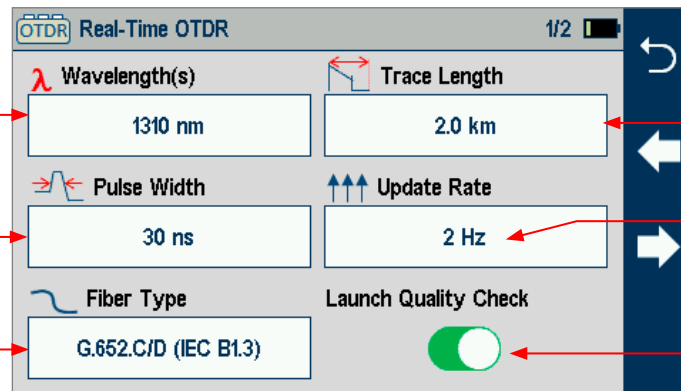 OTDR Real-Time OTDR 1/2
λ Wavelength(s) Trace Length
1310 nm 2.0 km
Pulse Width Update Rate
30 ns 2 Hz
Fiber Type Launch Quality Check
G.652.C/D (IEC B1.3)